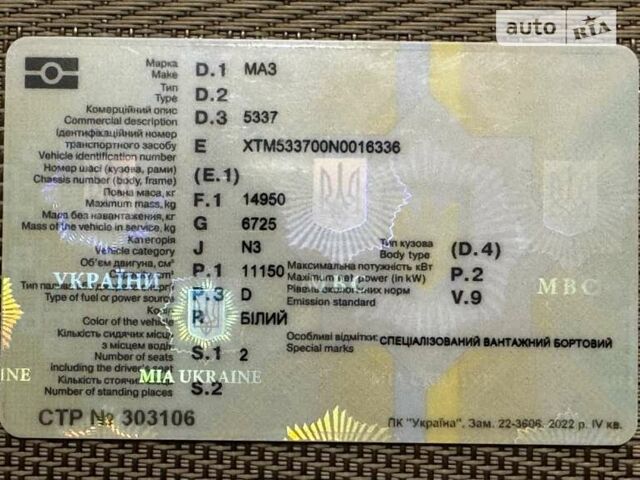 auto RIA
Марка
Make D.1 МАЗ
Тип
Type D.2
Комерційний опис
Commercial description D.3 5337
Ідентифікаційний номер
транспортного засобу
Vehicle identification number E XTM533700N0016336
Номер шасі (кузова, рами)
Chassis number (body, frame) (E.1)
Повна маса, кг
Maximum mass, kg F.1 14950
Маса без навантаження, кг
Mass of the vehicle in service, kg G 6725
Категорія
Vehicle category J N3
Тип кузова
Body type (D.4)
Об'єм двигуна, см³
P.1 11150
Максимальна потужність кВт
Maximum net power (in kW) P.2
УКРАЇНИ МВС
Тип
Type of fuel or power source P.3 D
Рівень екологічних норм
Emission standard V.9
Color of the vehicle R БІЛИЙ
Кількість сидячих місць
з місцем водія
Number of seats
including the driver seat S.1 2
Особливі відмітки:
Special marks СПЕЦІАЛІЗОВАНИЙ ВАНТАЖНИЙ БОРТОВИЙ
INE MIA UKRAINE MIA
Кількість стоячих
Number of standing places S.2
СТР № 303106
ПК "Україна". Зам. 22-3606. 2022 р. IV кв.